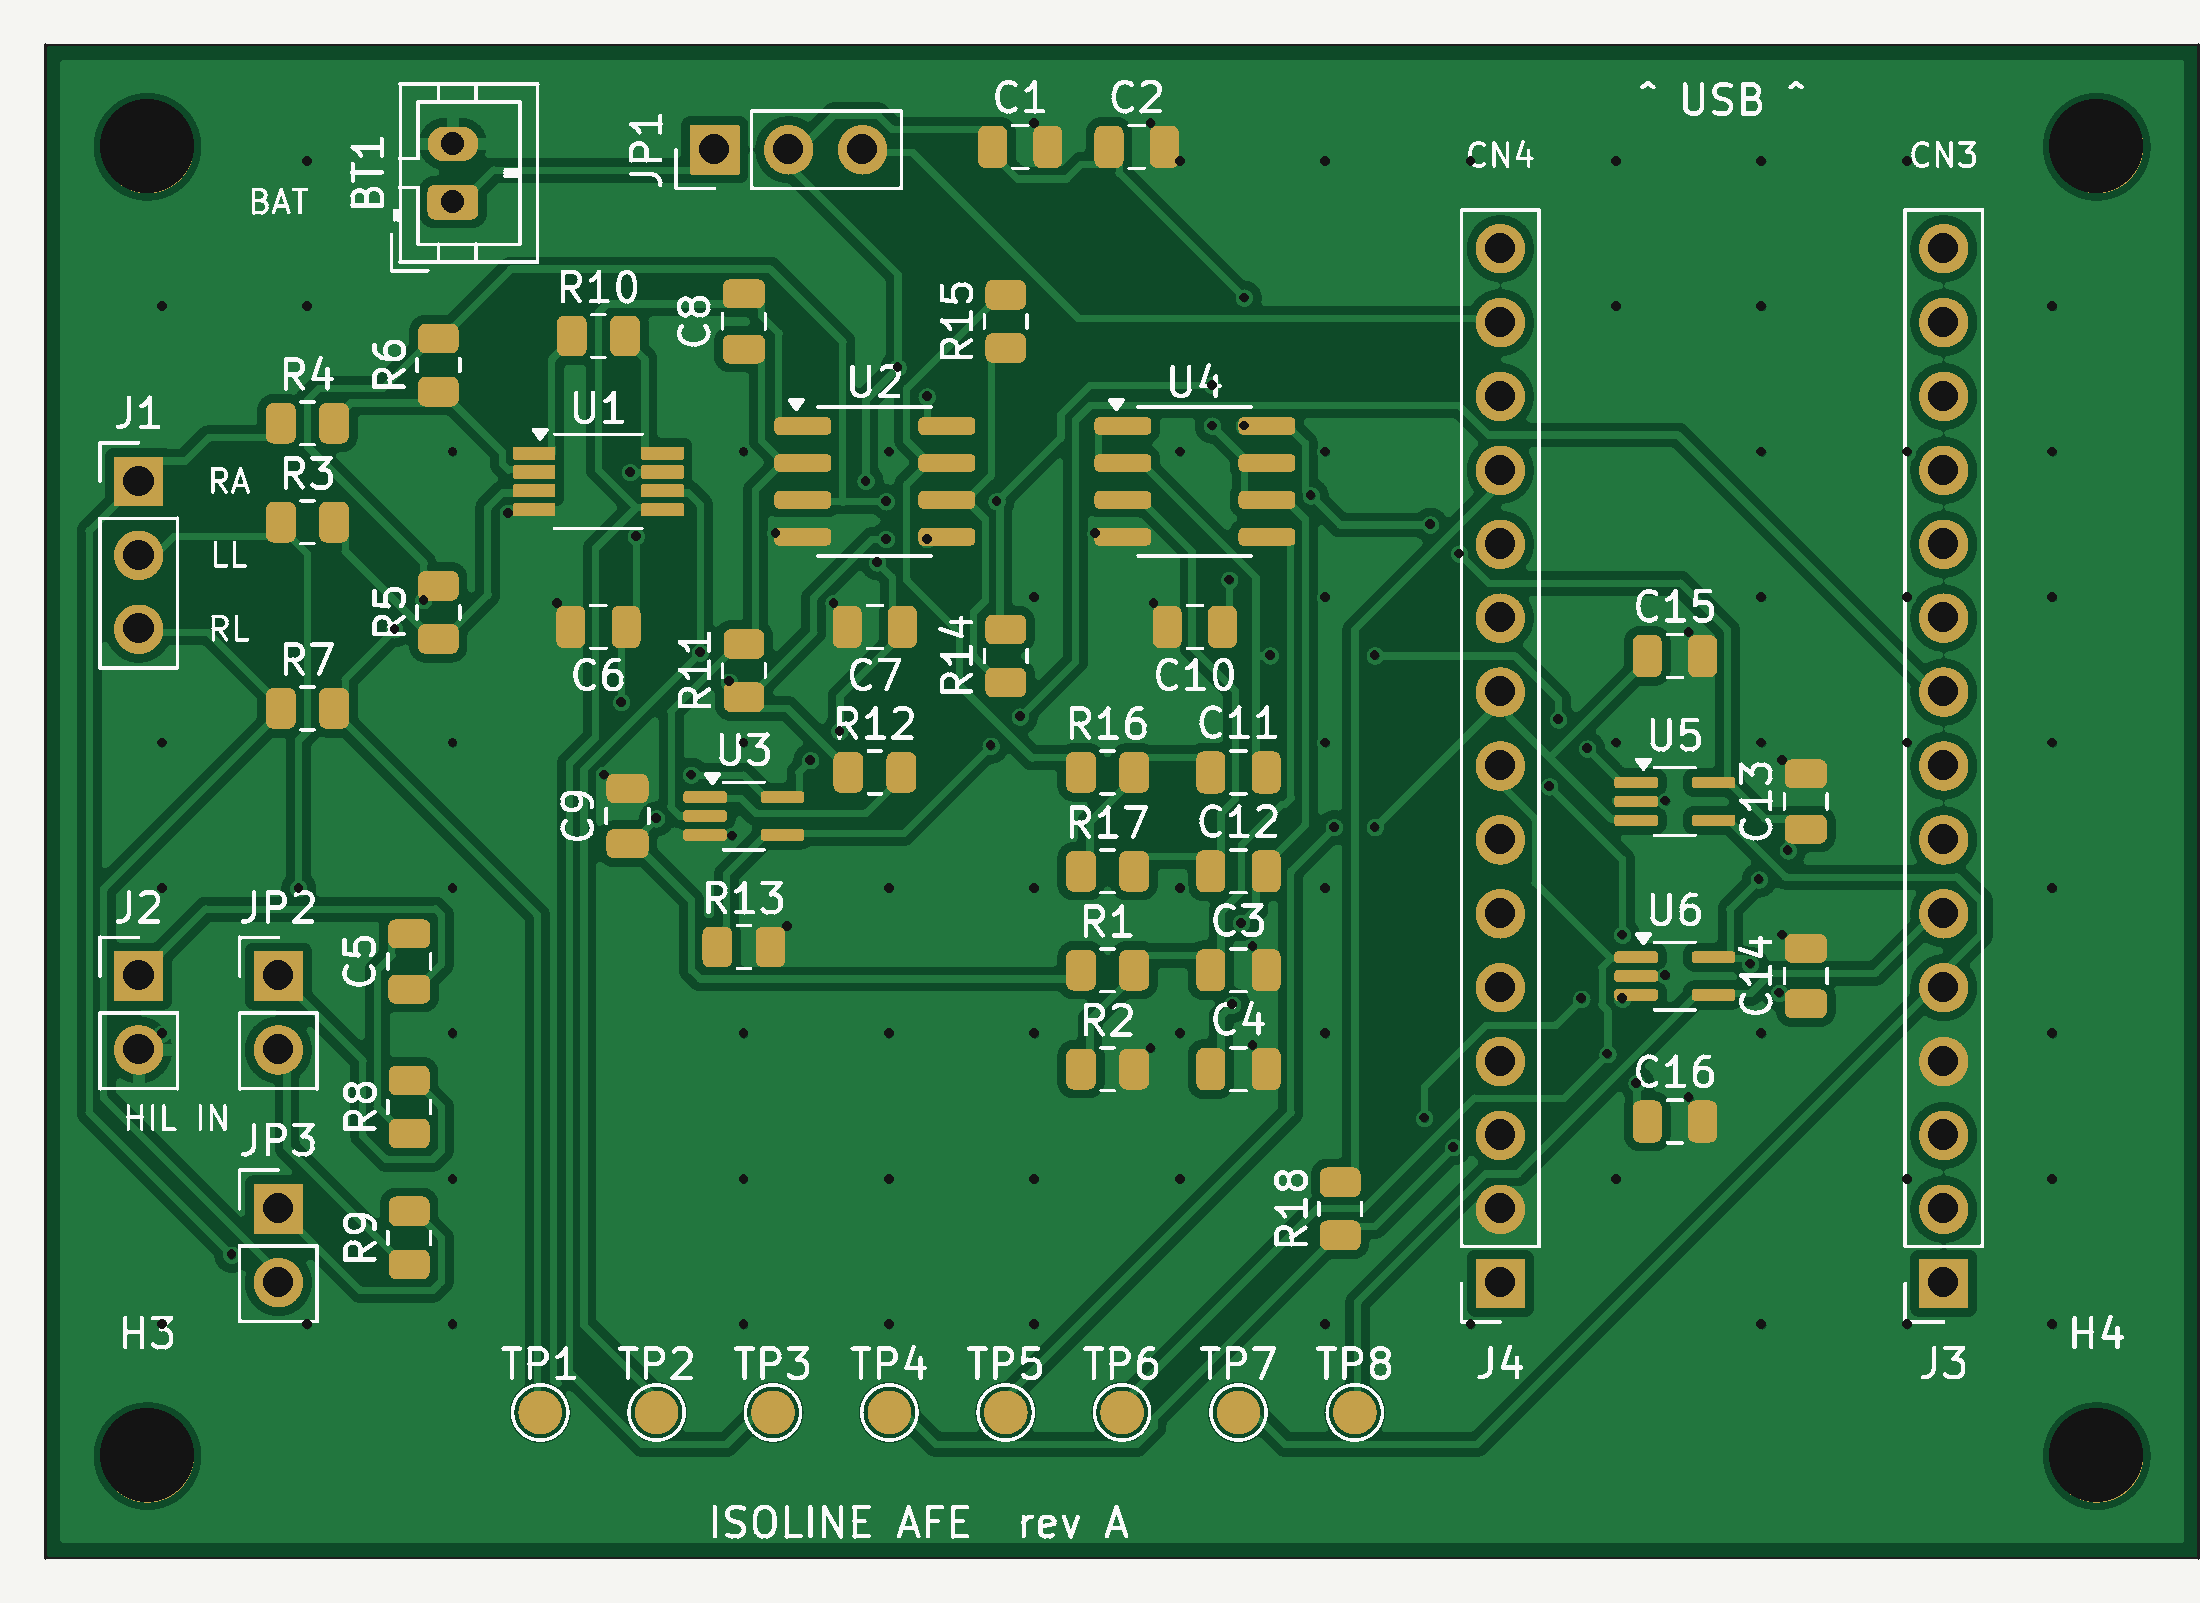 C1
C2
^ USB ^
JP1
BT1
CN4
CN3
BAT
R10
C8
R15
R6
R4
U2
U4
J1
U1
R3
RA
LL
R5
C15
RL
R7
R11
C6
C7
R14
C10
R12
R16
C11
U3
U5
C9
C13
R17
C12
R13
J2
JP2
U6
R1
C3
C5
C14
R2
C4
C16
R8
HIL IN
JP3
R18
R9
H3
H4
TP1
TP2
TP3
TP4
TP5
TP6
TP7
TP8
J4
J3
ISOLINE AFE rev A